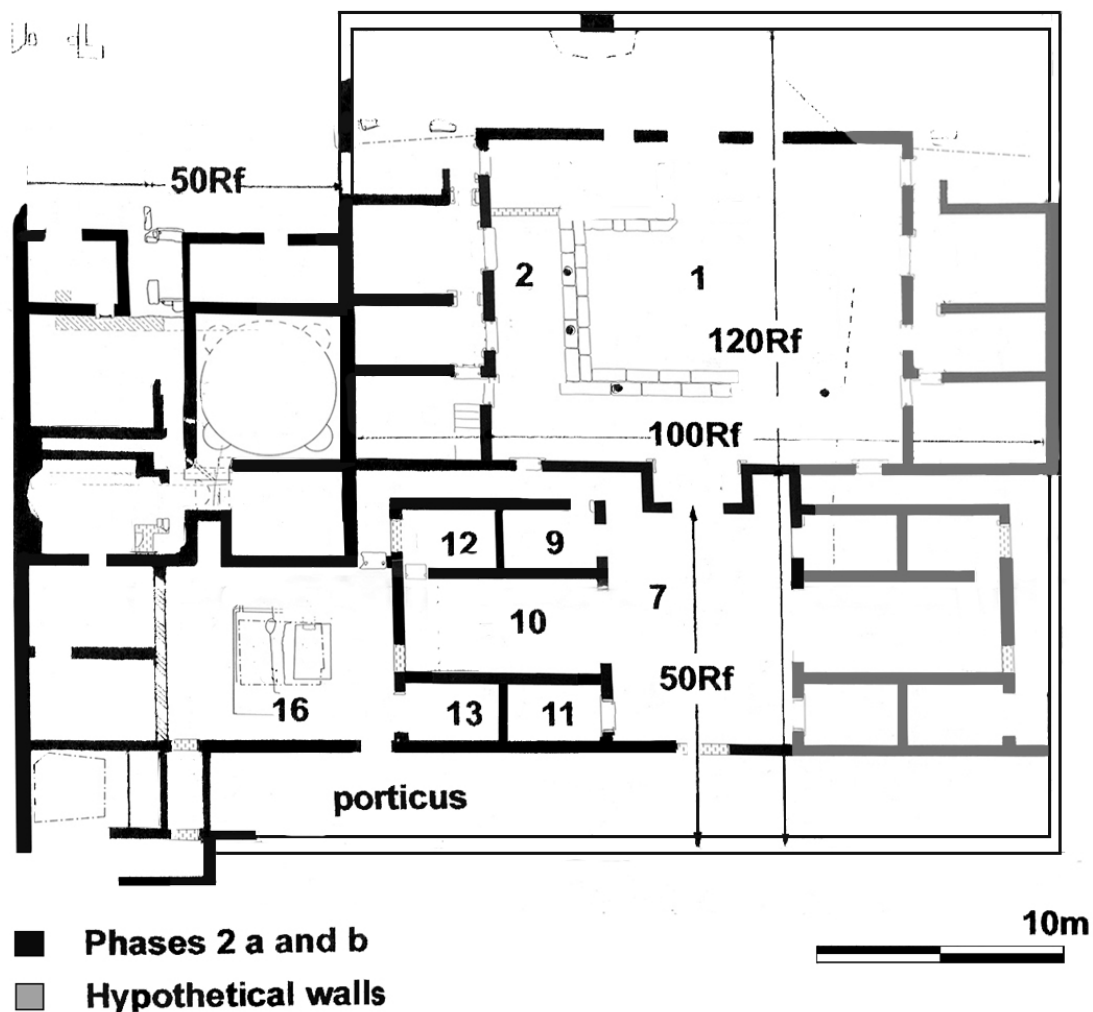 50Rf
2
1
120Rf
100Rf
12
9
7
10
50Rf
16
13
11
porticus
10m
Phases 2 a and b
Hypothetical walls